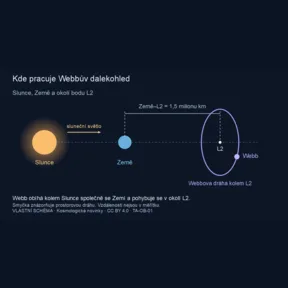 Kde pracuje Webbův dalekohled
Slunce, Země a okolí bodu L2
Země–L2 ≈ 1,5 milionu km
sluneční světlo
L2
Webb
Slunce
Země
Webbova dráha kolem L2
Webb obíhá kolem Slunce společně se Zemí a pohybuje se v okolí L2.
Smyčka znázorňuje prostorovou dráhu. Vzdálenosti nejsou v měřítku.
VLASTNÍ SCHÉMA · Kosmologické novinky · CC BY 4.0 · TA-OB-01